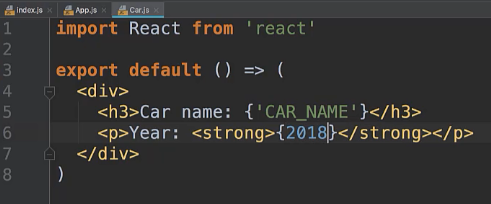 index.js × App.js × Car.js ×
1 import React from 'react'
2
3 export default () => (
4 <div>
5 <h3>Car name: {'CAR_NAME'}</h3>
6 <p>Year: <strong>{2018}</strong></p>
7 </div>
8 )